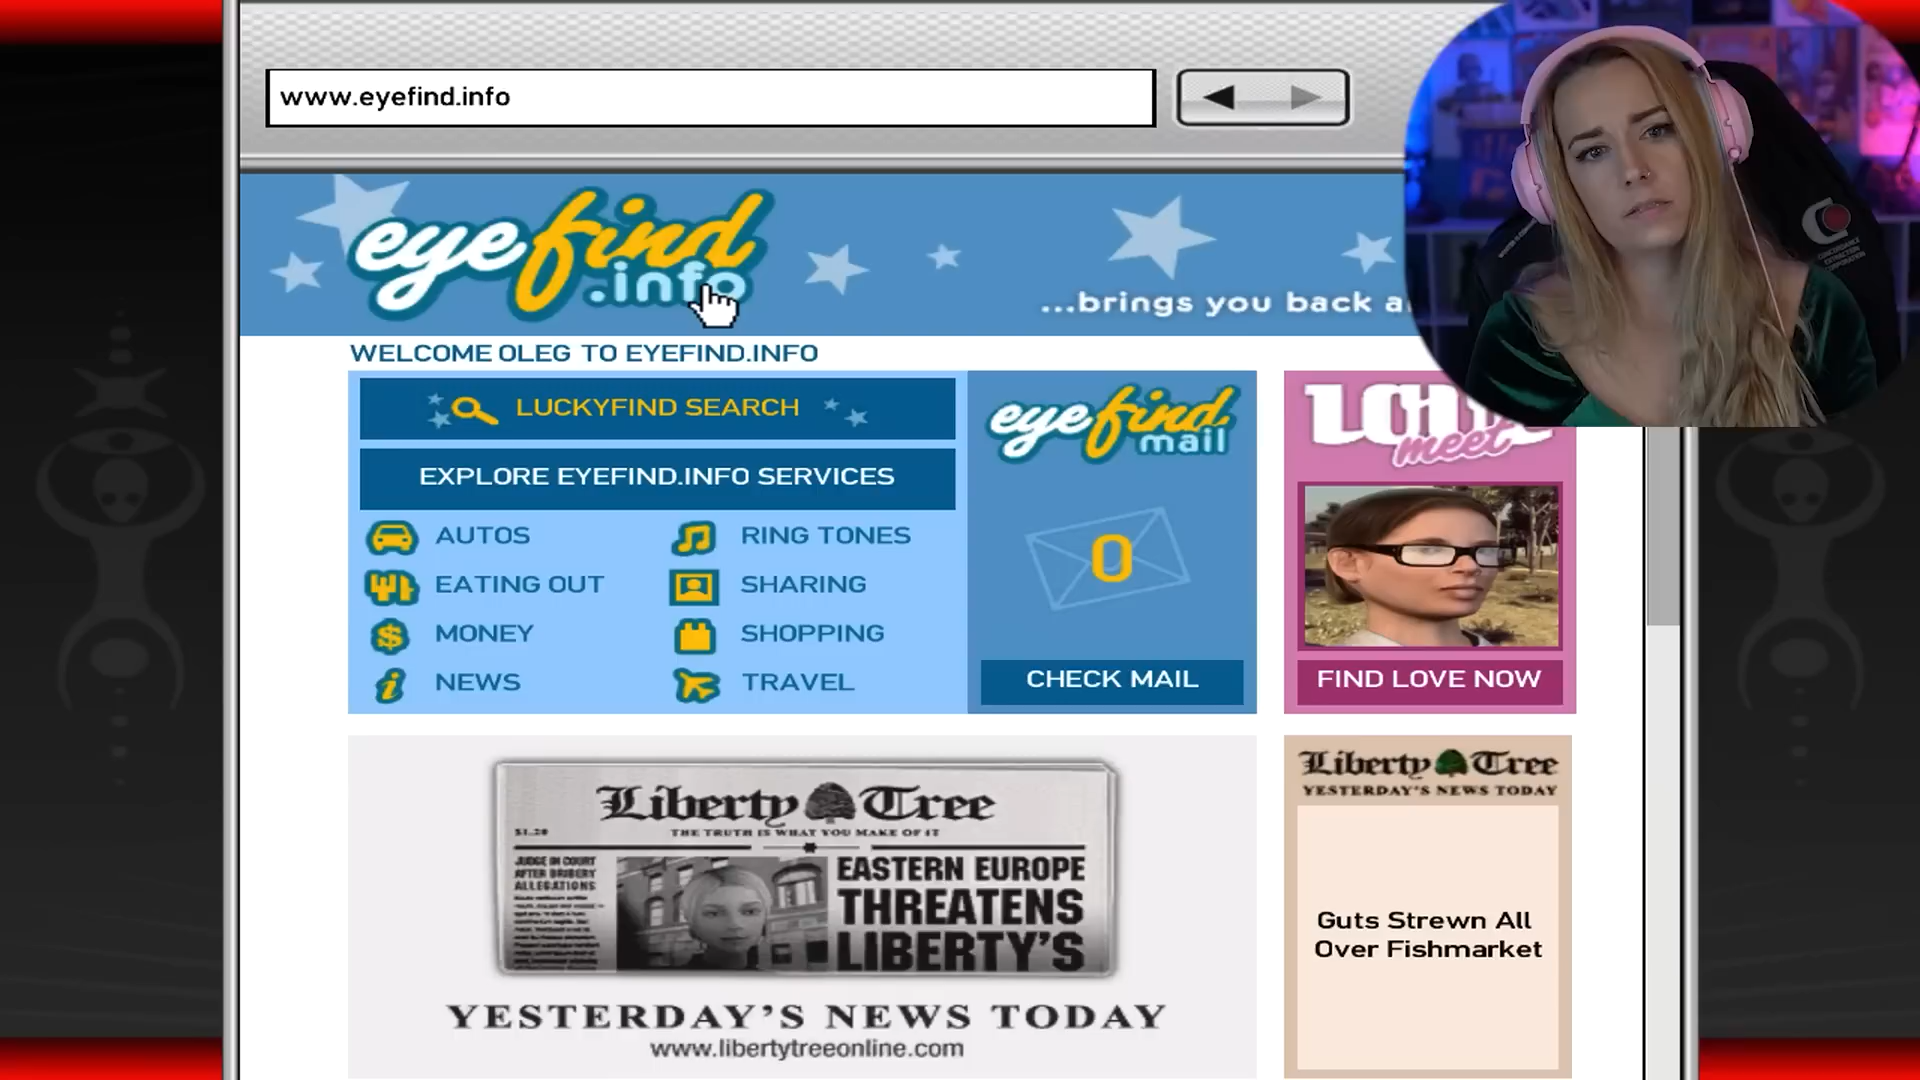 www.eyefind.info
eyefind
.info
...brings you back a
WELCOME OLEG TO EYEFIND.INFO
LUCKYFIND SEARCH
EXPLORE EYEFIND.INFO SERVICES
AUTOS
RING TONES
EATING OUT
SHARING
MONEY
SHOPPING
NEWS
TRAVEL
eyefind
mail
0
CHECK MAIL
meet
FIND LOVE NOW
Liberty Tree
$1.20
THE TRUTH IS WHAT YOU MAKE OF IT
JUDGE IN COURT
AFTER BRIBERY
ALLEGATIONS
EASTERN EUROPE
THREATENS
LIBERTY'S
YESTERDAY'S NEWS TODAY
www.libertytreeonline.com
Liberty Tree
YESTERDAY'S NEWS TODAY
Guts Strewn All
Over Fishmarket